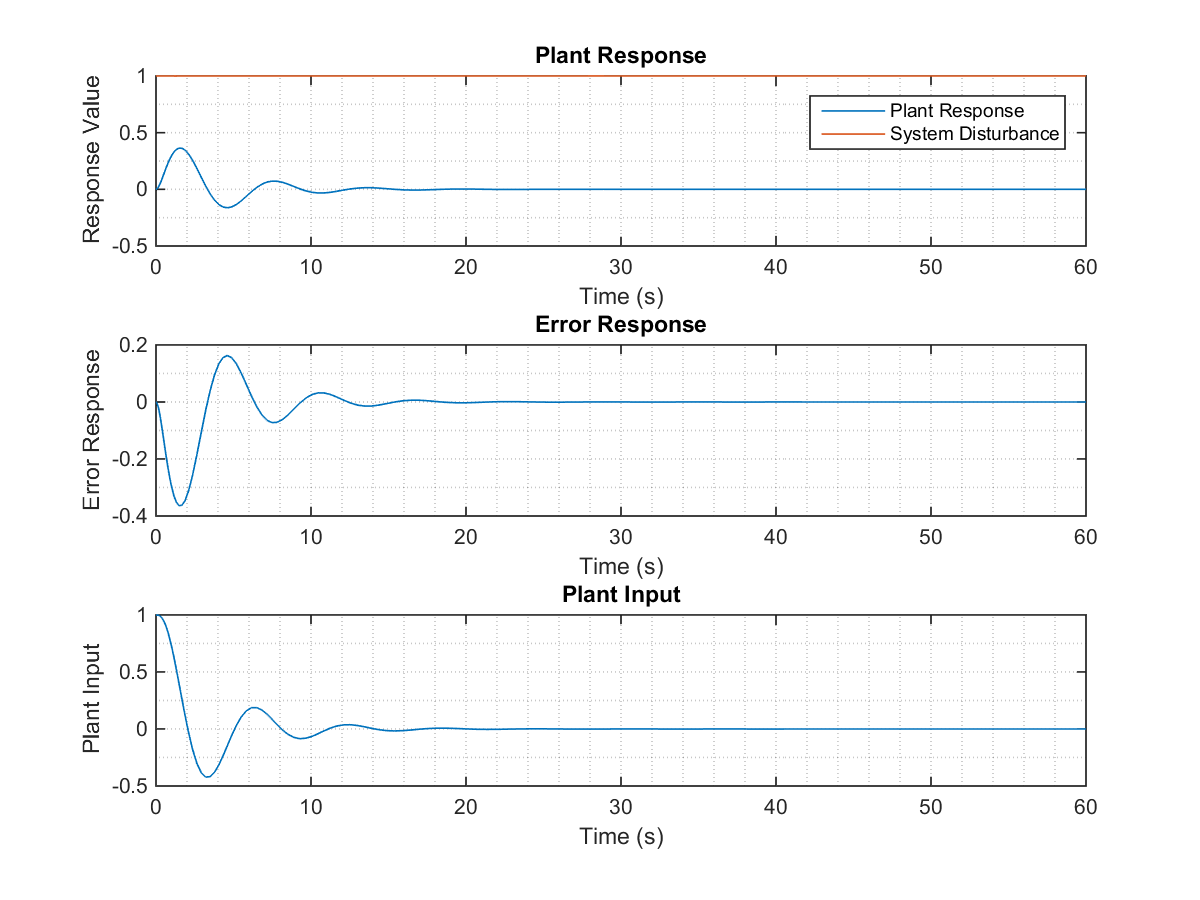 Plant Response
1
0.5
0
-0.5
Response Value
Plant Response
System Disturbance
0 10 20 30 40 50 60
Time (s)
Error Response
0.2
0
-0.2
-0.4
Error Response
0 10 20 30 40 50 60
Time (s)
Plant Input
1
0.5
0
-0.5
Plant Input
0 10 20 30 40 50 60
Time (s)